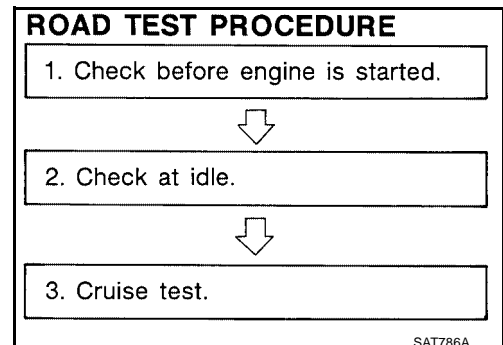 ROAD TEST PROCEDURE
1. Check before engine is started.
2. Check at idle.
3. Cruise test.
SAT786A